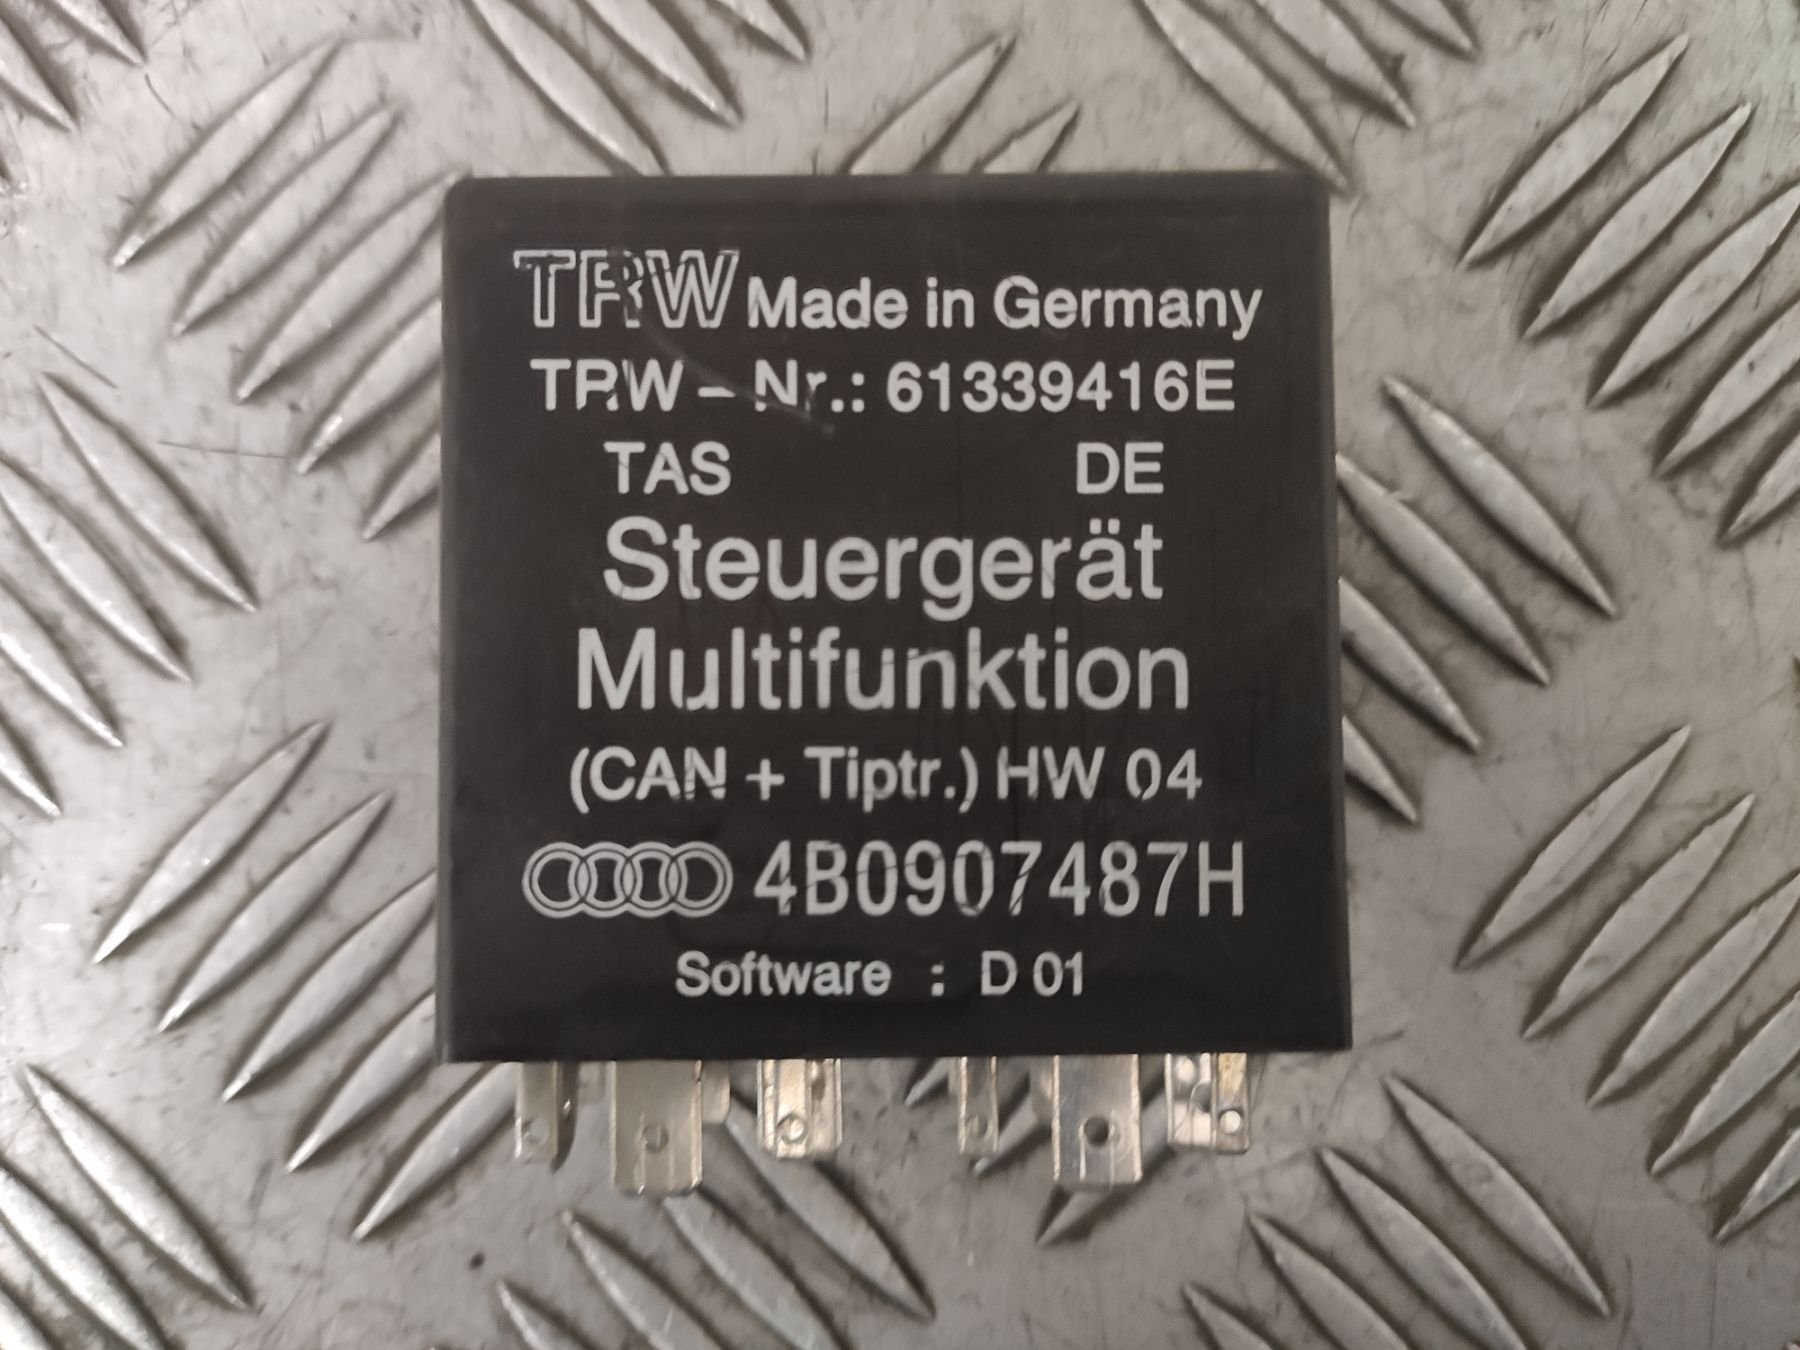 TRW Made in Germany
TRW - Nr.: 61339416E
TAS DE
Steuergerät
Multifunktion
(CAN + Tiptr.) HW 04
4B0907487H
Software : D 01